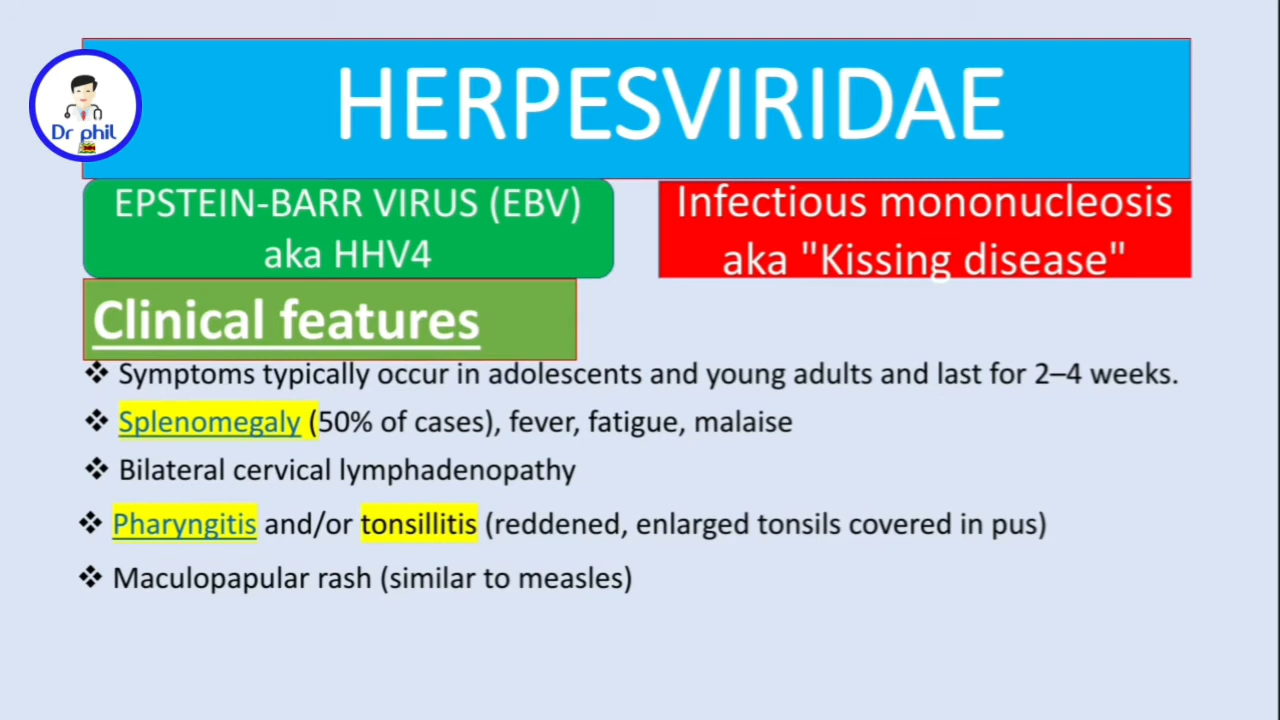 HERPESVIRIDAE
Dr phil
EPSTEIN-BARR VIRUS (EBV)
aka HHV4
Infectious mononucleosis
aka "Kissing disease"
Clinical features
❖ Symptoms typically occur in adolescents and young adults and last for 2–4 weeks.
❖ Splenomegaly (50% of cases), fever, fatigue, malaise
❖ Bilateral cervical lymphadenopathy
❖ Pharyngitis and/or tonsillitis (reddened, enlarged tonsils covered in pus)
❖ Maculopapular rash (similar to measles)